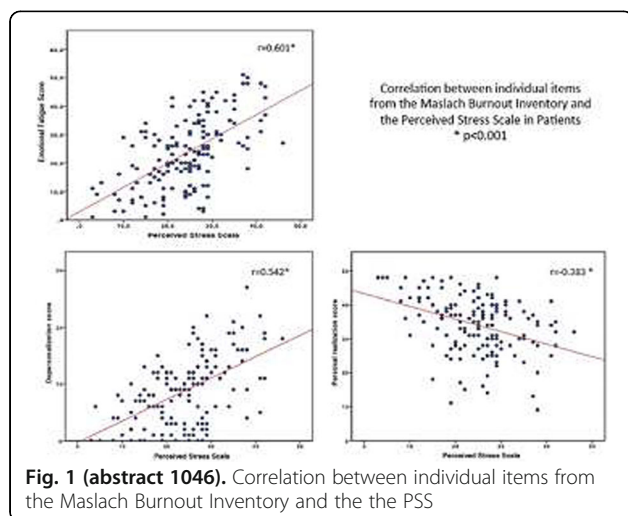 r=0.601*
Emotional Fatigue Score
Perceived Stress Scale
Correlation between individual items
from the Maslach Burnout Inventory and
the Perceived Stress Scale in Patients
* p<0.001
r=0.542*
Depersonalization score
Perceived Stress Scale
r=-0.383 *
Personal realization score
Perceived Stress Scale
Fig. 1 (abstract 1046). Correlation between individual items from
the Maslach Burnout Inventory and the the PSS